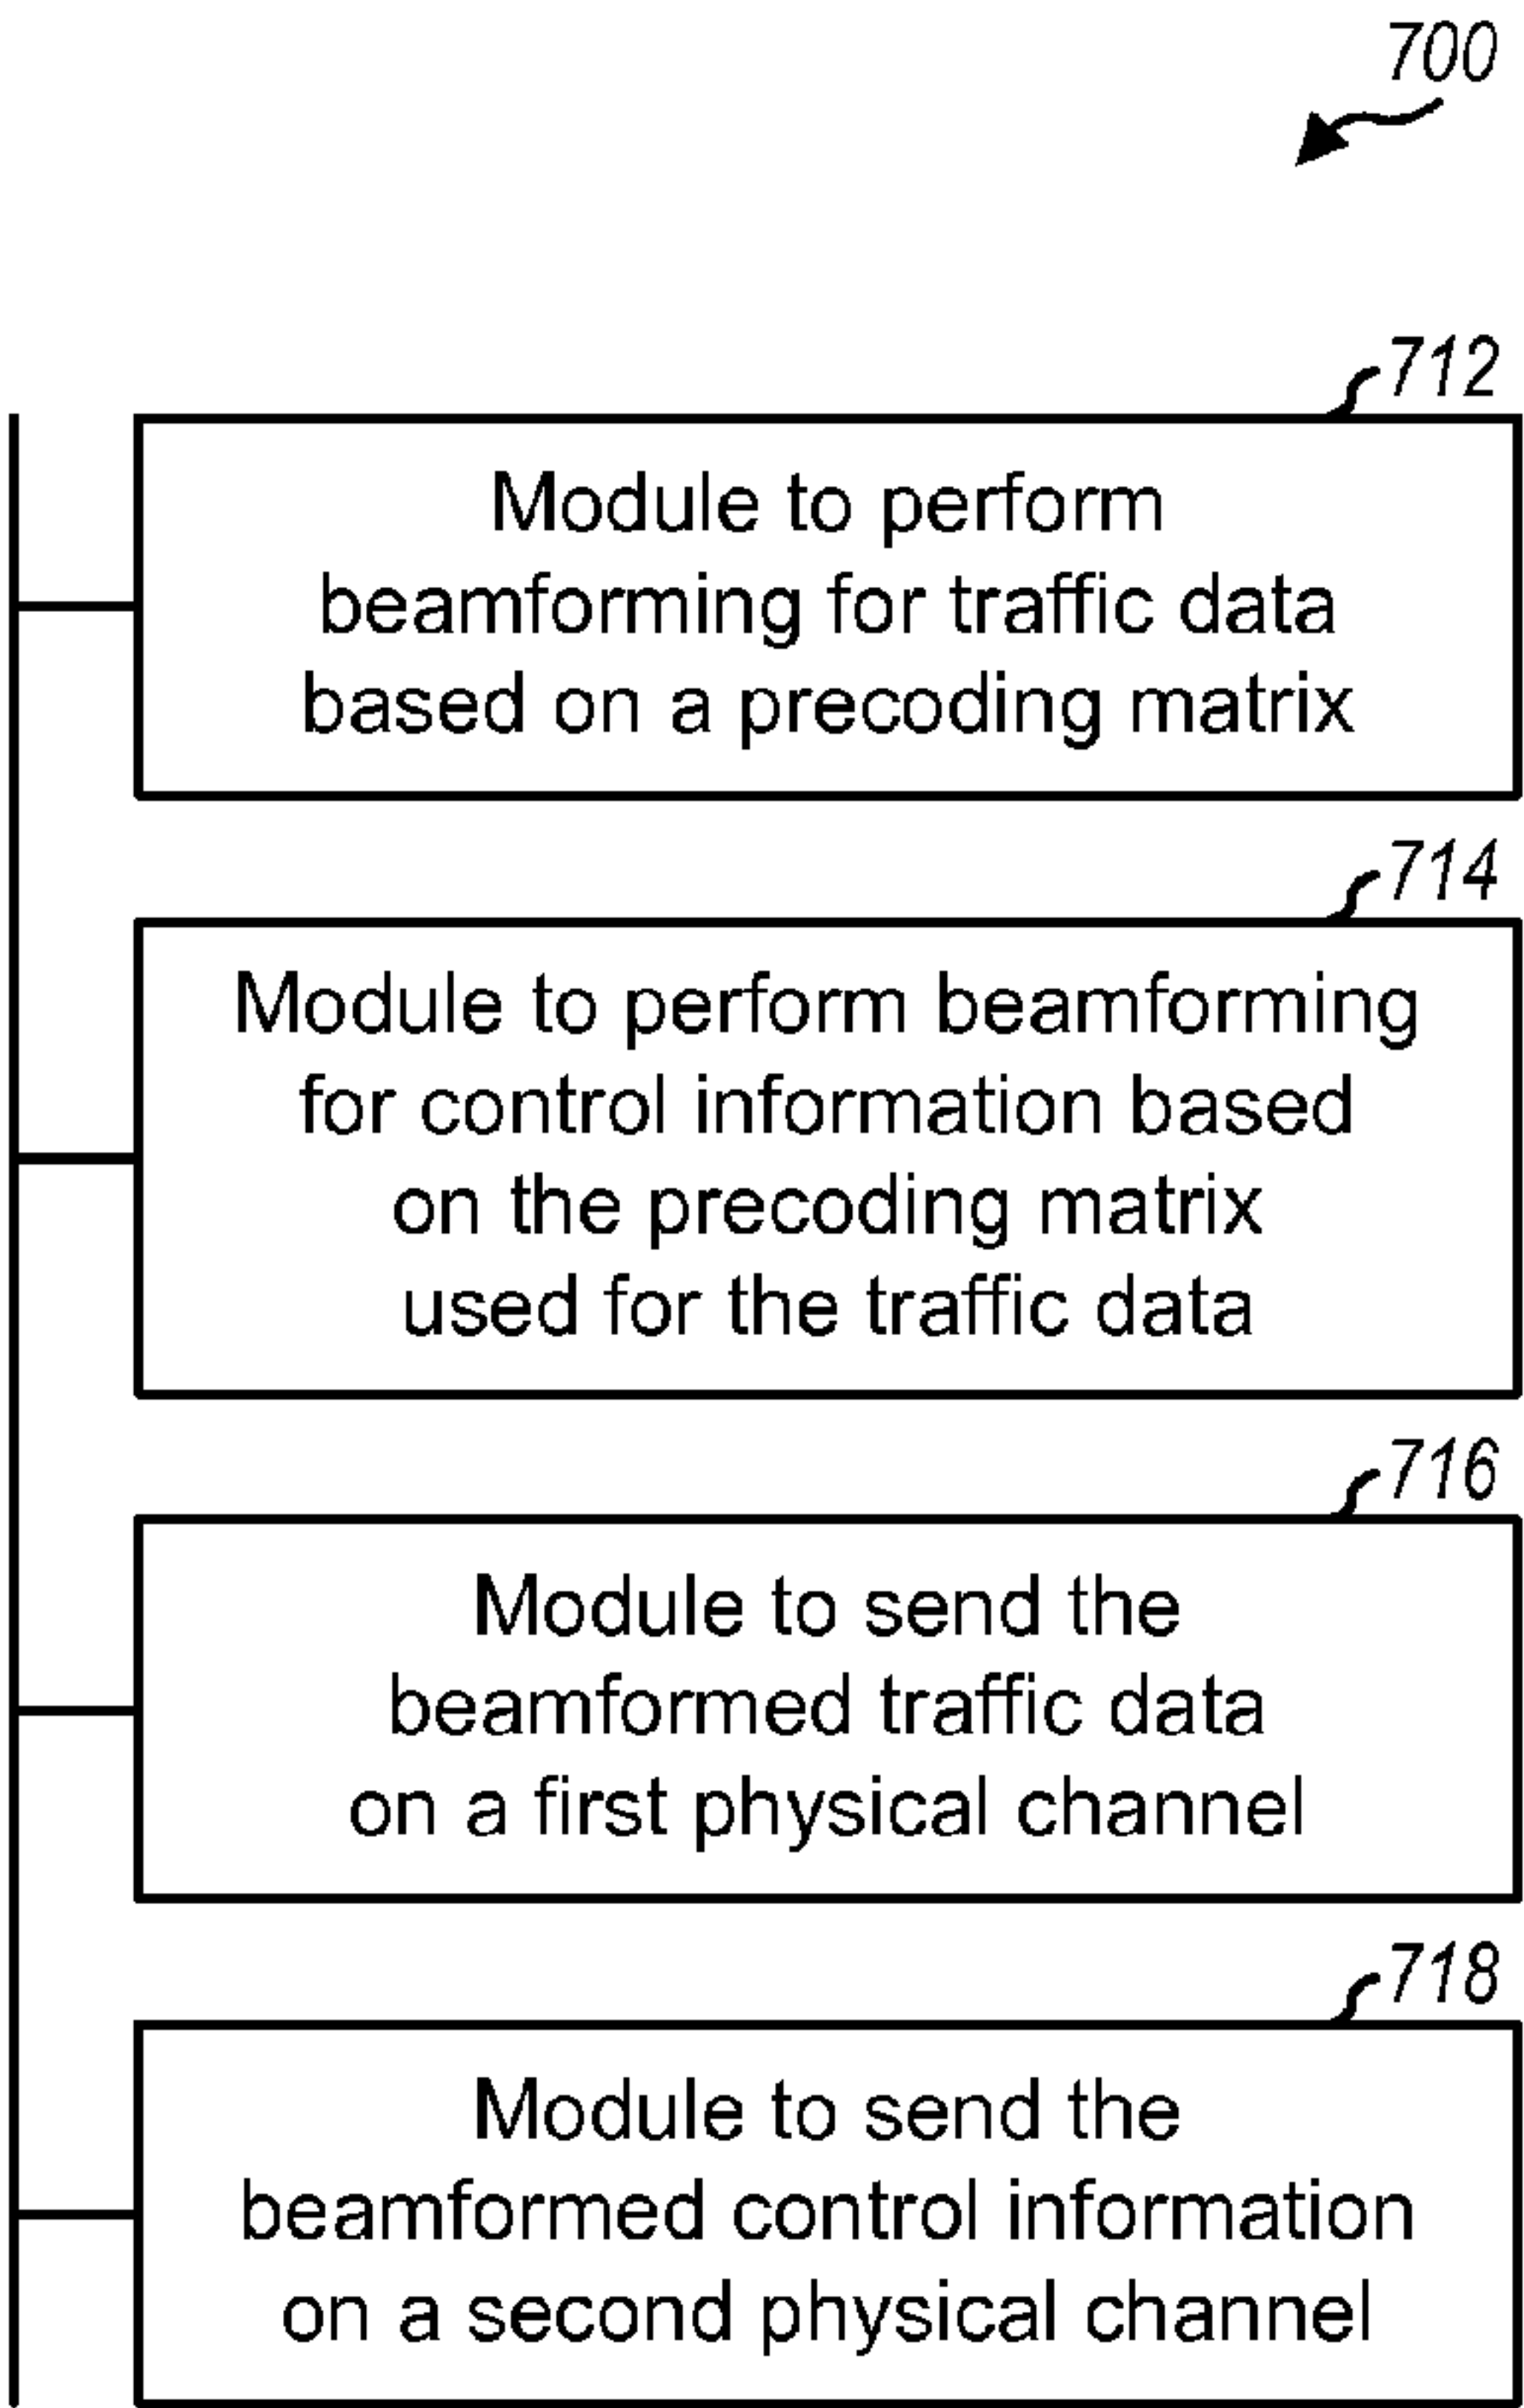 700
712
Module to perform
beamforming for traffic data
based on a precoding matrix
714
Module to perform beamforming
for control information based
on the precoding matrix
used for the traffic data
716
Module to send the
beamformed traffic data
on a first physical channel
718
Module to send the
beamformed control information
on a second physical channel